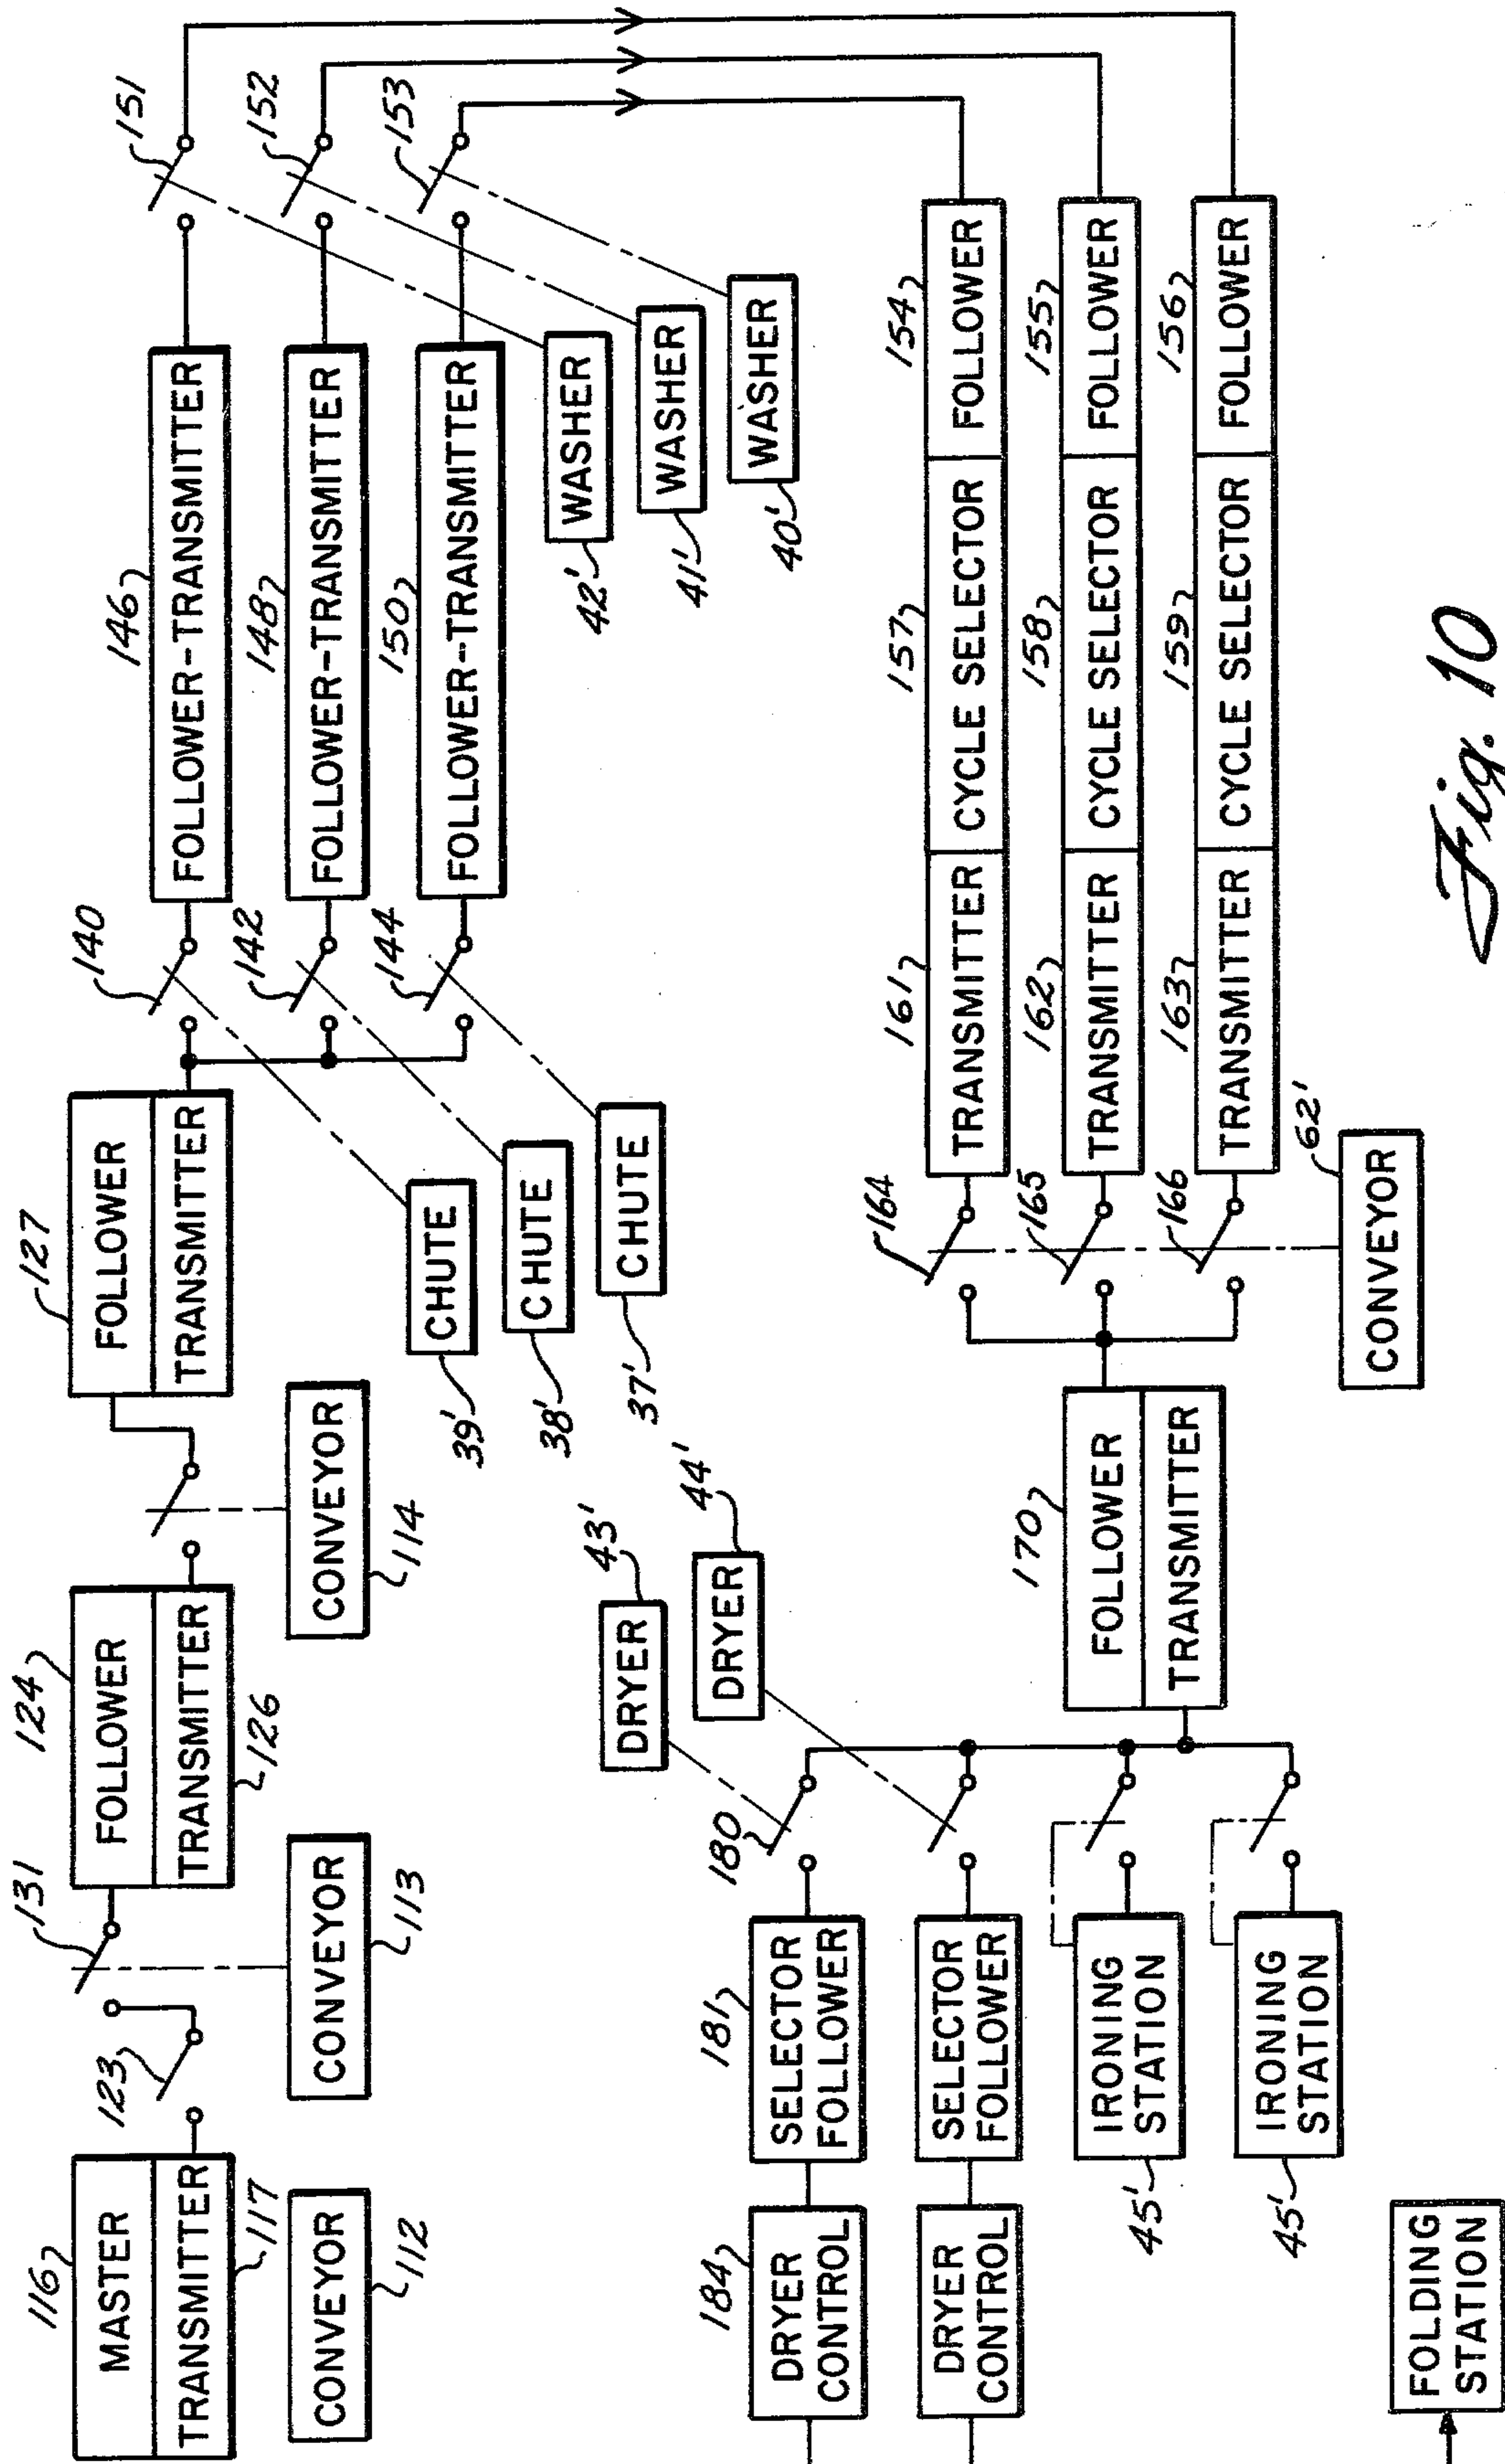 116
MASTER
TRANSMITTER
117
CONVEYOR
112
123
131
CONVEYOR
113
124
FOLLOWER
TRANSMITTER
126
CONVEYOR
114
127
FOLLOWER
TRANSMITTER
CHUTE
39'
CHUTE
38'
CHUTE
37'
140
142
144
146
FOLLOWER-TRANSMITTER
148
FOLLOWER-TRANSMITTER
150
FOLLOWER-TRANSMITTER
151
152
153
WASHER
42'
WASHER
41'
WASHER
40'
154
FOLLOWER
155
FOLLOWER
156
FOLLOWER
157
CYCLE SELECTOR
158
CYCLE SELECTOR
159
CYCLE SELECTOR
161
TRANSMITTER
162
TRANSMITTER
163
TRANSMITTER
164
165
166
62'
CONVEYOR
170
FOLLOWER
TRANSMITTER
DRYER
43'
DRYER
44'
180
181
SELECTOR
FOLLOWER
SELECTOR
FOLLOWER
184
DRYER
CONTROL
DRYER
CONTROL
IRONING
STATION
45'
IRONING
STATION
45'
FOLDING
STATION
Fig. 10